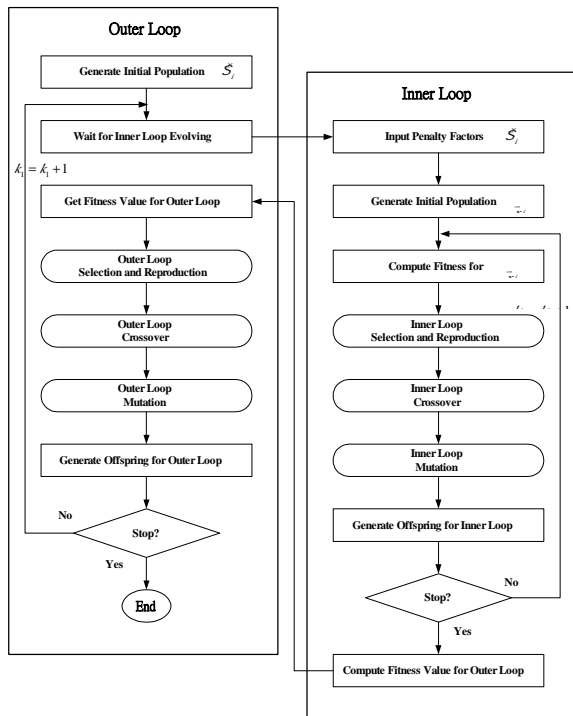 Outer Loop
Generate Initial Population
Wait for Inner Loop Evolving
k₁ = k₁ + 1
Get Fitness Value for Outer Loop
Outer Loop
Selection and Reproduction
Outer Loop
Crossover
Outer Loop
Mutation
Generate Offspring for Outer Loop
No
Stop?
Yes
End
Inner Loop
Input Penalty Factors
Generate Initial Population
Compute Fitness for
Inner Loop
Selection and Reproduction
Inner Loop
Crossover
Inner Loop
Mutation
Generate Offspring for Inner Loop
No
Stop?
Yes
Compute Fitness Value for Outer Loop